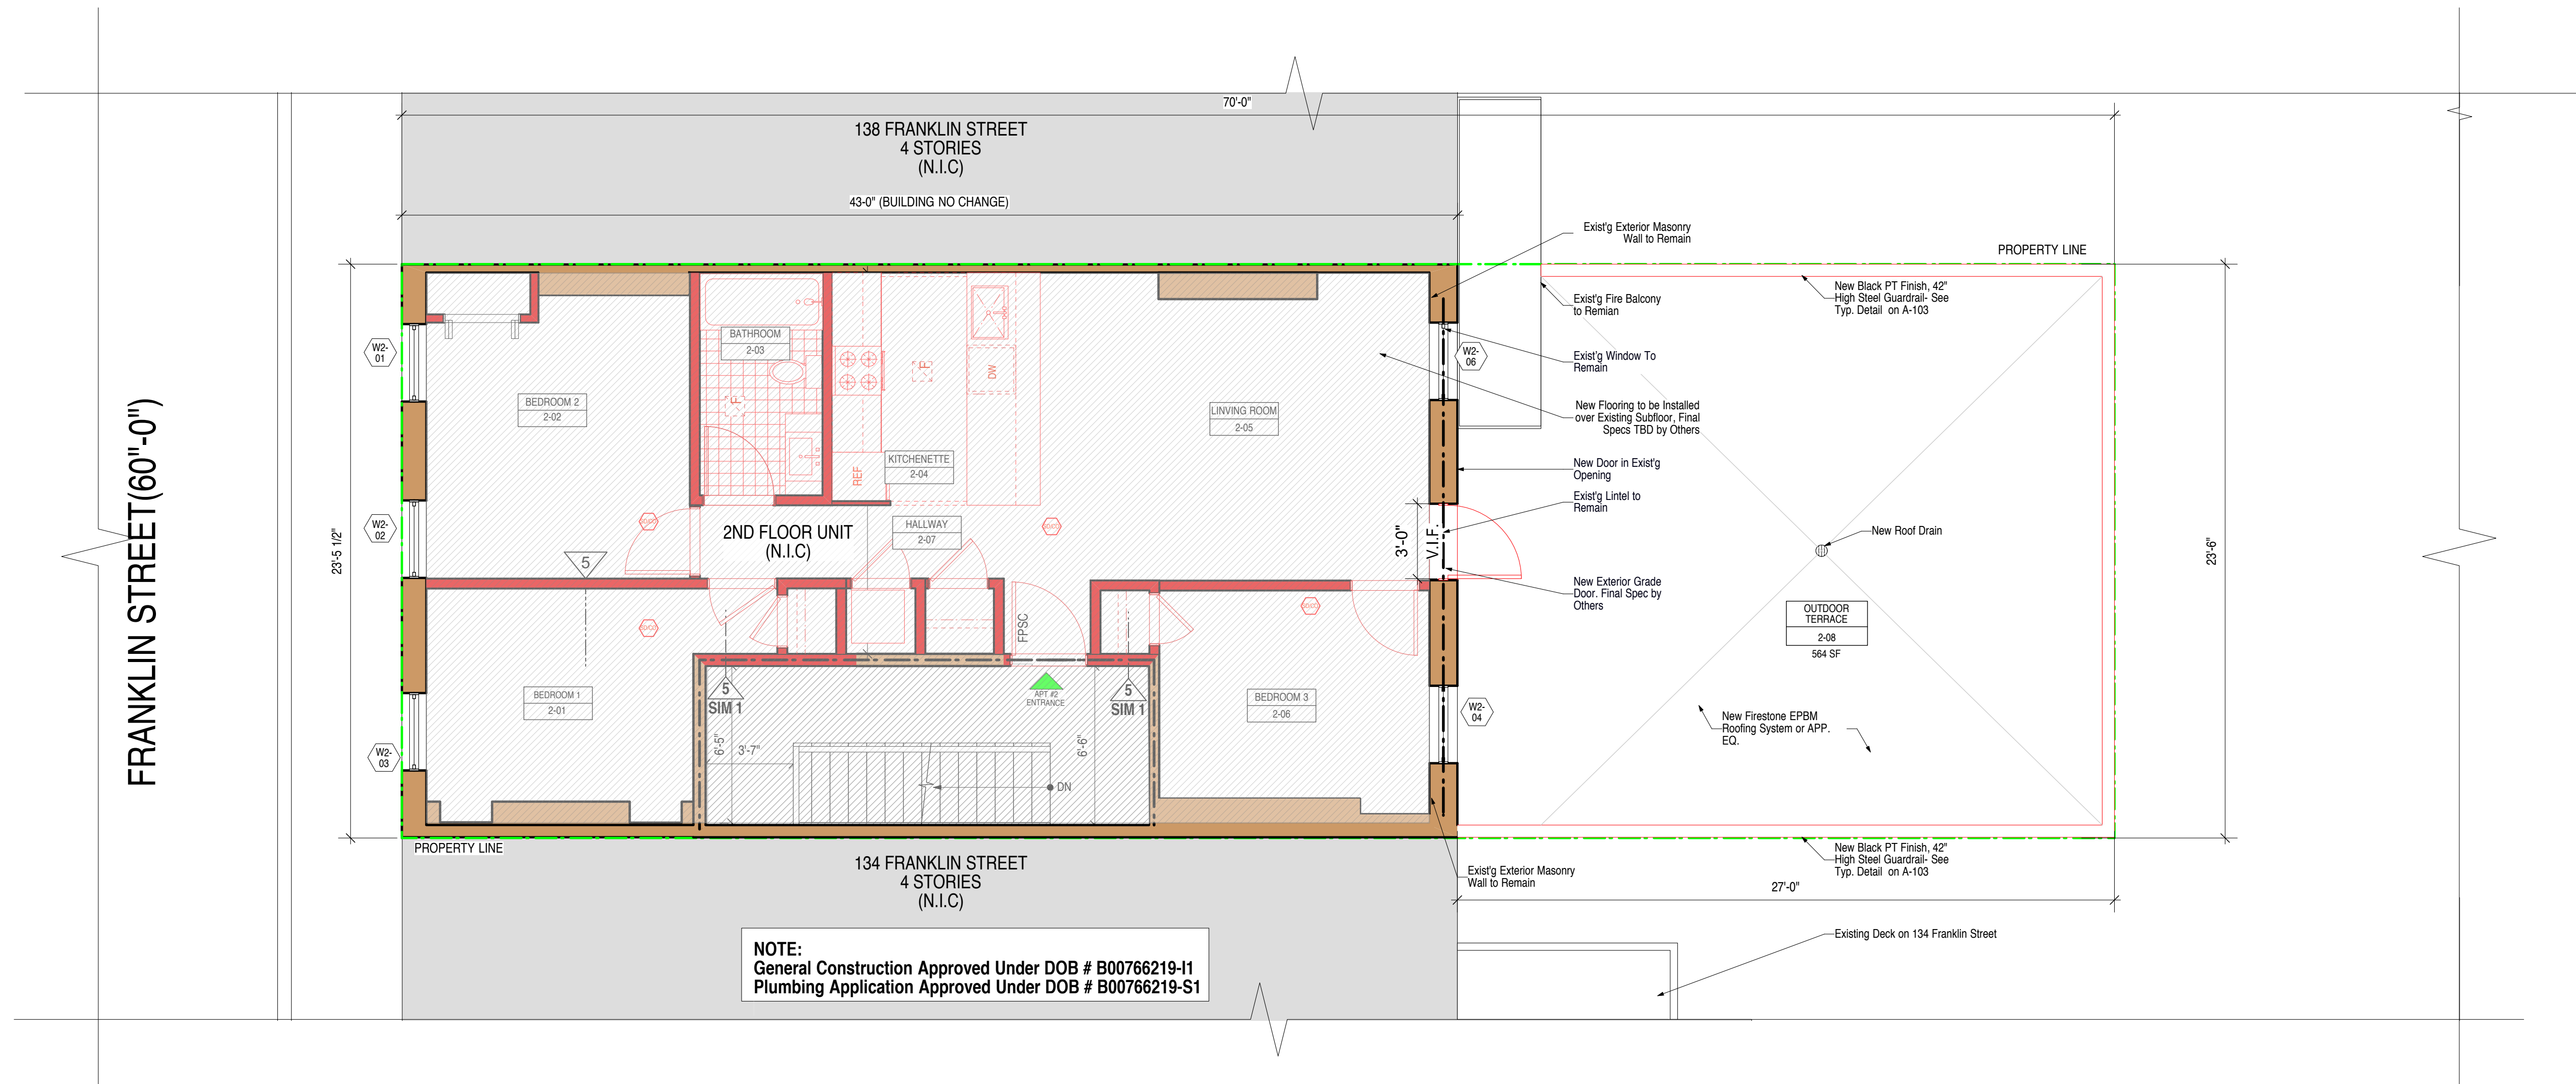 70'-0"
138 FRANKLIN STREET
4 STORIES
(N.I.C)
43-0" (BUILDING NO CHANGE)
Exist'g Exterior Masonry
Wall to Remain
PROPERTY LINE
New Black PT Finish, 42"
High Steel Guardrail- See
Typ. Detail on A-103
Exist'g Fire Balcony
to Remian
Exist'g Window To
Remain
New Flooring to be Installed
over Existing Subfloor, Final
Specs TBD by Others
New Door in Exist'g
Opening
Exist'g Lintel to
Remain
New Exterior Grade
Door. Final Spec by
Others
New Roof Drain
OUTDOOR
TERRACE
2-08
564 SF
New Firestone EPBM
Roofing System or APP.
EQ.
23'-6"
FRANKLIN STREET(60"-0")
23'-5 1/2"
W2-
01
W2-
02
W2-
03
W2-
06
W2-
04
BEDROOM 2
2-02
BATHROOM
2-03
F
F
DW
REF
KITCHENETTE
2-04
LINVING ROOM
2-05
HALLWAY
2-07
2ND FLOOR UNIT
(N.I.C)
3'-0"
V.I.F.
SD/CO
SD/CO
SD/CO
SD/CO
5
FPSC
BEDROOM 1
2-01
5
SIM 1
APT #2
ENTRANCE
5
SIM 1
BEDROOM 3
2-06
6'-5"
3'-7"
6'-6"
DN
PROPERTY LINE
134 FRANKLIN STREET
4 STORIES
(N.I.C)
Exist'g Exterior Masonry
Wall to Remain
New Black PT Finish, 42"
High Steel Guardrail- See
Typ. Detail on A-103
27'-0"
Existing Deck on 134 Franklin Street
NOTE:
General Construction Approved Under DOB # B00766219-I1
Plumbing Application Approved Under DOB # B00766219-S1